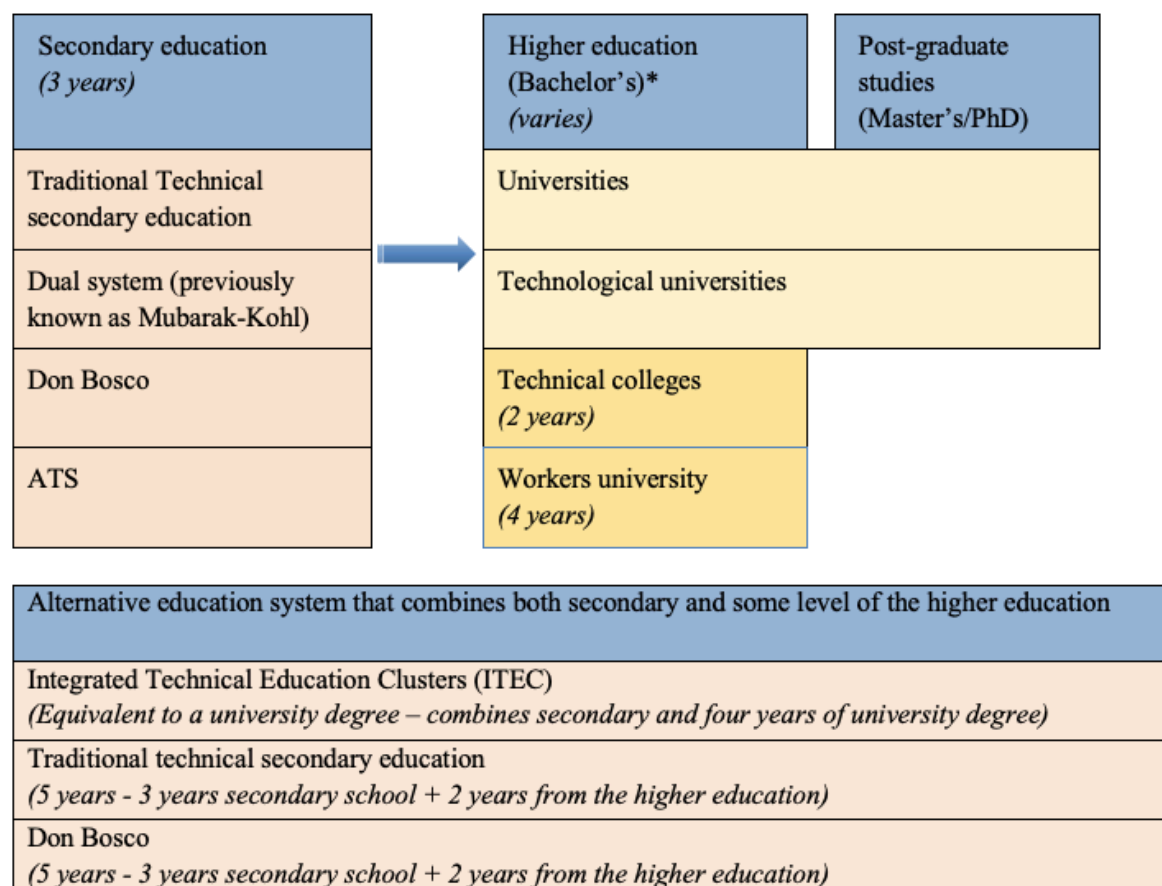 Secondary education
(3 years)
Higher education
(Bachelor's)*
(varies)
Post-graduate
studies
(Master's/PhD)
Traditional Technical
secondary education
Universities
Dual system (previously
known as Mubarak-Kohl)
Technological universities
Don Bosco
Technical colleges
(2 years)
ATS
Workers university
(4 years)
Alternative education system that combines both secondary and some level of the higher education
Integrated Technical Education Clusters (ITEC)
(Equivalent to a university degree – combines secondary and four years of university degree)
Traditional technical secondary education
(5 years - 3 years secondary school + 2 years from the higher education)
Don Bosco
(5 years - 3 years secondary school + 2 years from the higher education)